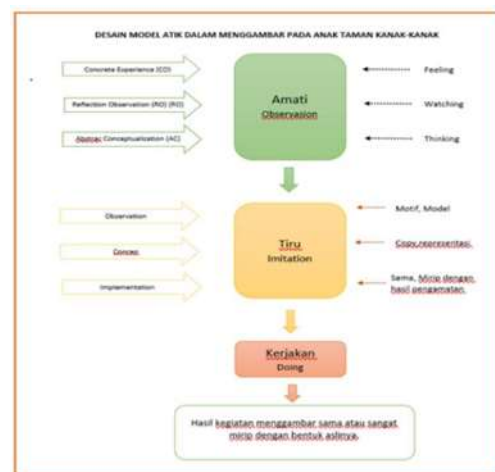 DESAIN MODEL ATIK DALAM MENGGAMBAR PADA ANAK TAMAN KANAK-KANAK
Concrete Experience (CO)
Reflection Observation (RO) (RO)
Abstrac Conceptualization (AC)
Amati
Observasion
Feeling
Watching
Thinking
Observation
Concep
Implementation
Tiru
Imitation
Motif, Model
Copy,representasi
Sama, Mirip dengan
hasil pengamatan
Kerjakan
Doing
Hasil kegiatan menggambar sama atau sangat
mirip dengan bentuk aslinya.